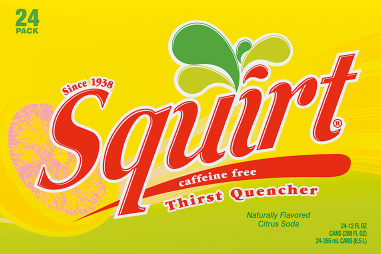 24
PACK
Since 1938
Squirt®
caffeine free
Thirst Quencher
Naturally Flavored
Citrus Soda
24-12 FL OZ
CANS (288 FL OZ)
24-355 mL CANS (8.5 L)